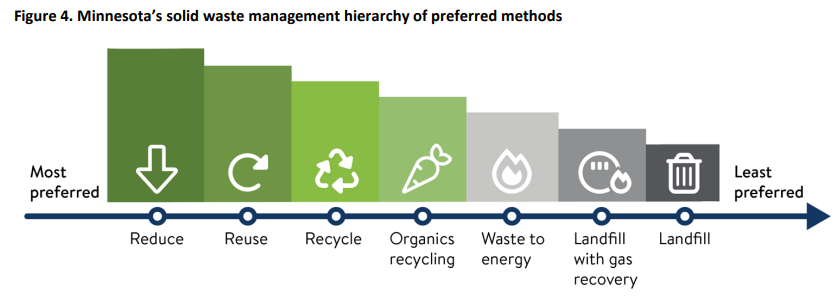 Figure 4. Minnesota’s solid waste management hierarchy of preferred methods
Most
preferred
Least
preferred
Reduce
Reuse
Recycle
Organics
recycling
Waste to
energy
Landfill
with gas
recovery
Landfill